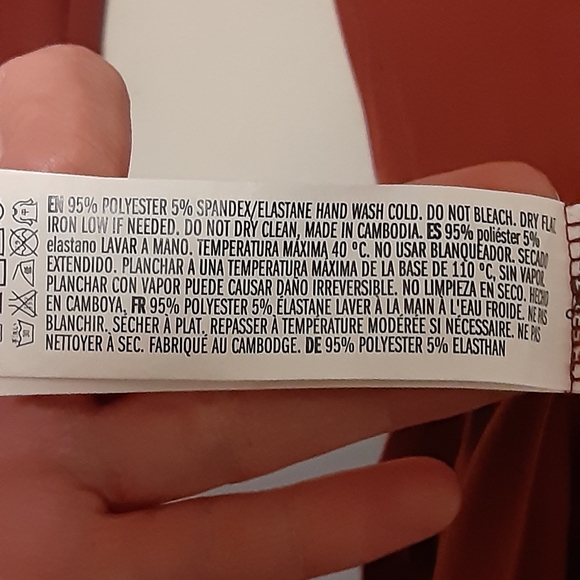 EN 95% POLYESTER 5% SPANDEX/ELASTANE HAND WASH COLD. DO NOT BLEACH. DRY FLAT
IRON LOW IF NEEDED. DO NOT DRY CLEAN, MADE IN CAMBODIA. ES 95% poliéster 5%
elastano LAVAR A MANO. TEMPERATURA MÁXIMA 40 ºC. NO USAR BLANQUEADOR. SECADO
EXTENDIDO. PLANCHAR A UNA TEMPERATURA MÁXIMA DE LA BASE DE 110 ºC, SIN VAPOR
PLANCHAR CON VAPOR PUEDE CAUSAR DAÑO IRREVERSIBLE. NO LIMPIEZA EN SECO. HECHO
EN CAMBOYA. FR 95% POLYESTER 5% ÉLASTANE LAVER À LA MAIN À L'EAU FROIDE. NE PAS
BLANCHIR. SÉCHER À PLAT. REPASSER À TEMPÉRATURE MODÉRÉE SI NÉCESSAIRE. NE PAS
NETTOYER À SEC. FABRIQUÉ AU CAMBODGE. DE 95% POLYESTER 5% ELASTHAN